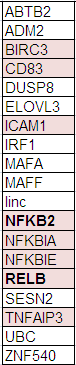 ABTB2
ADM2
BIRC3
CD83
DUSP8
ELOVL3
ICAM1
IRF1
MAFA
MAFF
linc
NFKB2
NFKBIA
NFKBIE
RELB
SESN2
TNFAIP3
UBC
ZNF540